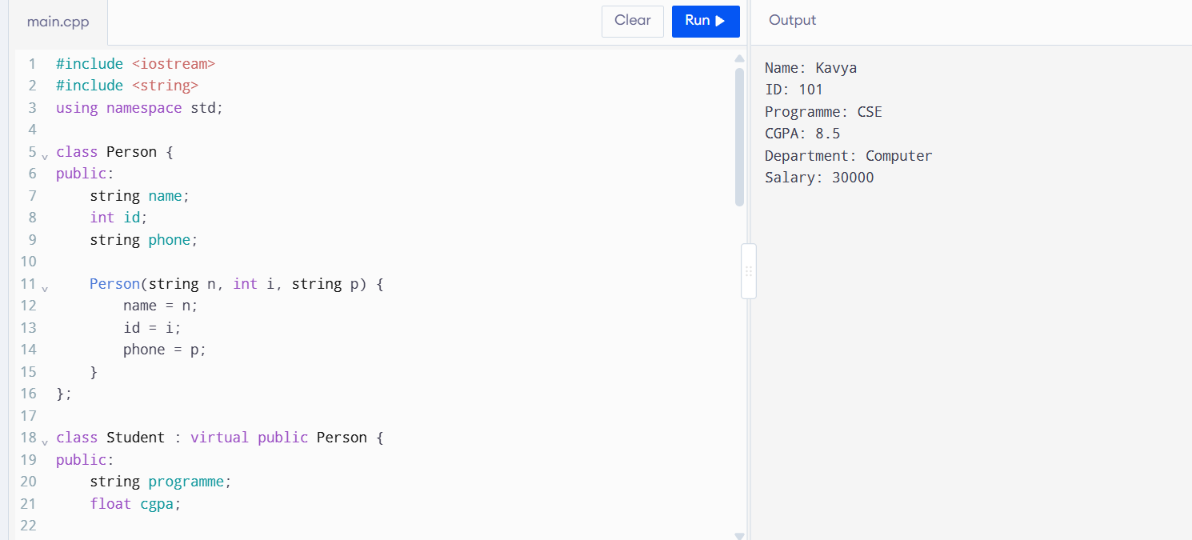 main.cpp
Clear
Run
Output
1 #include <iostream>
2 #include <string>
3 using namespace std;
4
5 class Person {
6 public:
7     string name;
8     int id;
9     string phone;
10
11     Person(string n, int i, string p) {
12         name = n;
13         id = i;
14         phone = p;
15     }
16 };
17
18 class Student : virtual public Person {
19 public:
20     string programme;
21     float cgpa;
22
Name: Kavya
ID: 101
Programme: CSE
CGPA: 8.5
Department: Computer
Salary: 30000